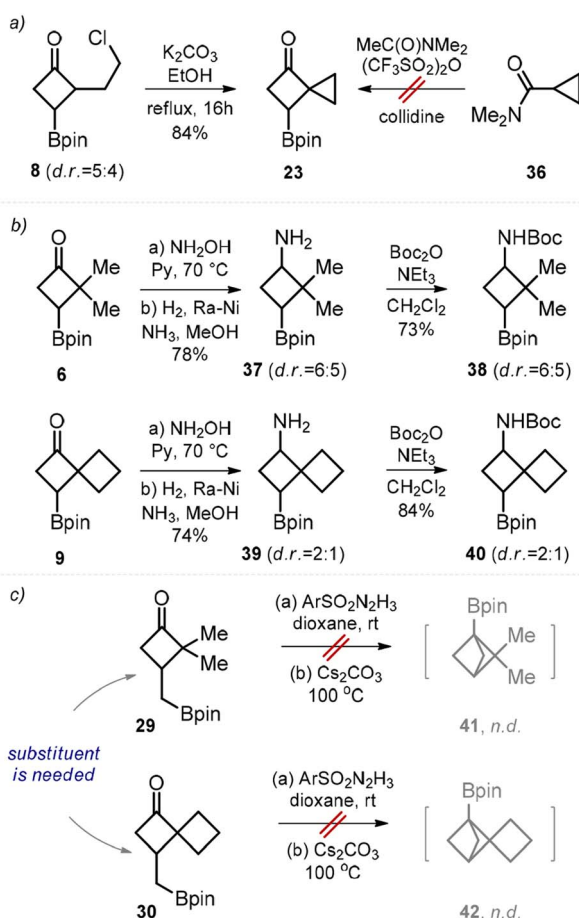 a)
O
Cl
Bpin
8 (d.r.=5:4)
K2CO3
EtOH
reflux, 16h
84%
O
Bpin
23
MeC(O)NMe2
(CF3SO2)2O
collidine
O
Me2N
36
b)
O
Me
Me
Bpin
6
a) NH2OH
Py, 70 °C
b) H2, Ra-Ni
NH3, MeOH
78%
NH2
Me
Me
Bpin
37 (d.r.=6:5)
Boc2O
NEt3
CH2Cl2
73%
NHBoc
Me
Me
Bpin
38 (d.r.=6:5)
O
Bpin
9
a) NH2OH
Py, 70 °C
b) H2, Ra-Ni
NH3, MeOH
74%
NH2
Bpin
39 (d.r.=2:1)
Boc2O
NEt3
CH2Cl2
84%
NHBoc
Bpin
40 (d.r.=2:1)
c)
substituent
is needed
O
Me
Me
Bpin
29
(a) ArSO2N2H3
dioxane, rt
(b) Cs2CO3
100 °C
Bpin
Me
Me
41, n.d.
O
Bpin
30
(a) ArSO2N2H3
dioxane, rt
(b) Cs2CO3
100 °C
Bpin
42, n.d.